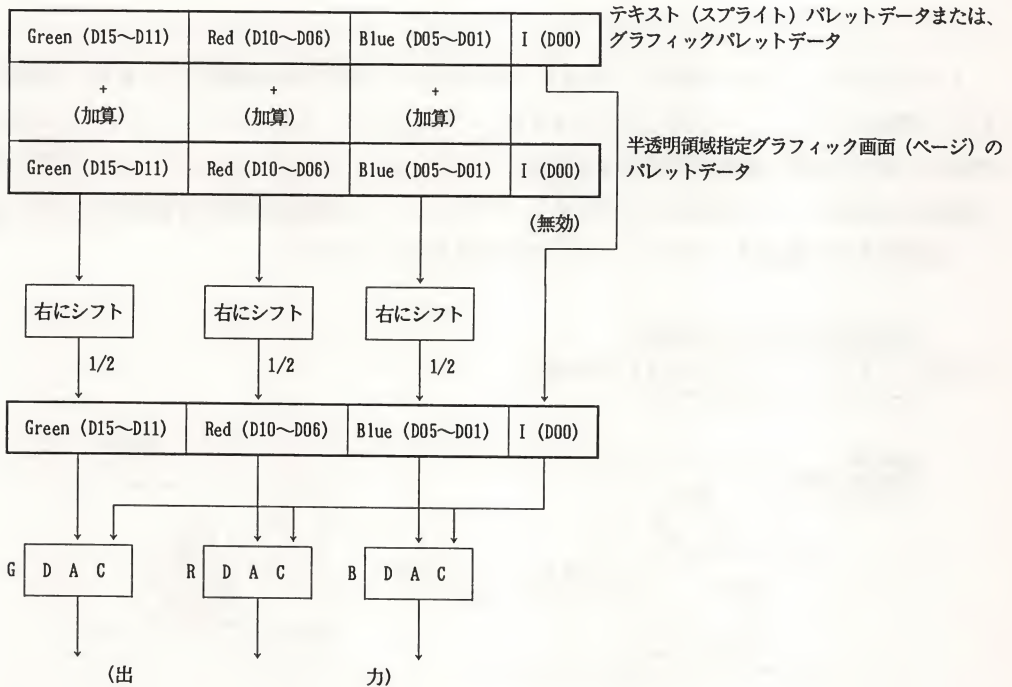 テキスト（スプライト）パレットデータまたは、
グラフィックパレットデータ
Green (D15〜D11) Red (D10〜D06) Blue (D05〜D01) I (D00)
+ + +
(加算) (加算) (加算)
半透明領域指定グラフィック画面（ページ）の
パレットデータ
Green (D15〜D11) Red (D10〜D06) Blue (D05〜D01) I (D00)
(無効)
右にシフト 右にシフト 右にシフト
1/2 1/2 1/2
Green (D15〜D11) Red (D10〜D06) Blue (D05〜D01) I (D00)
G D A C R D A C B D A C
(出 力)